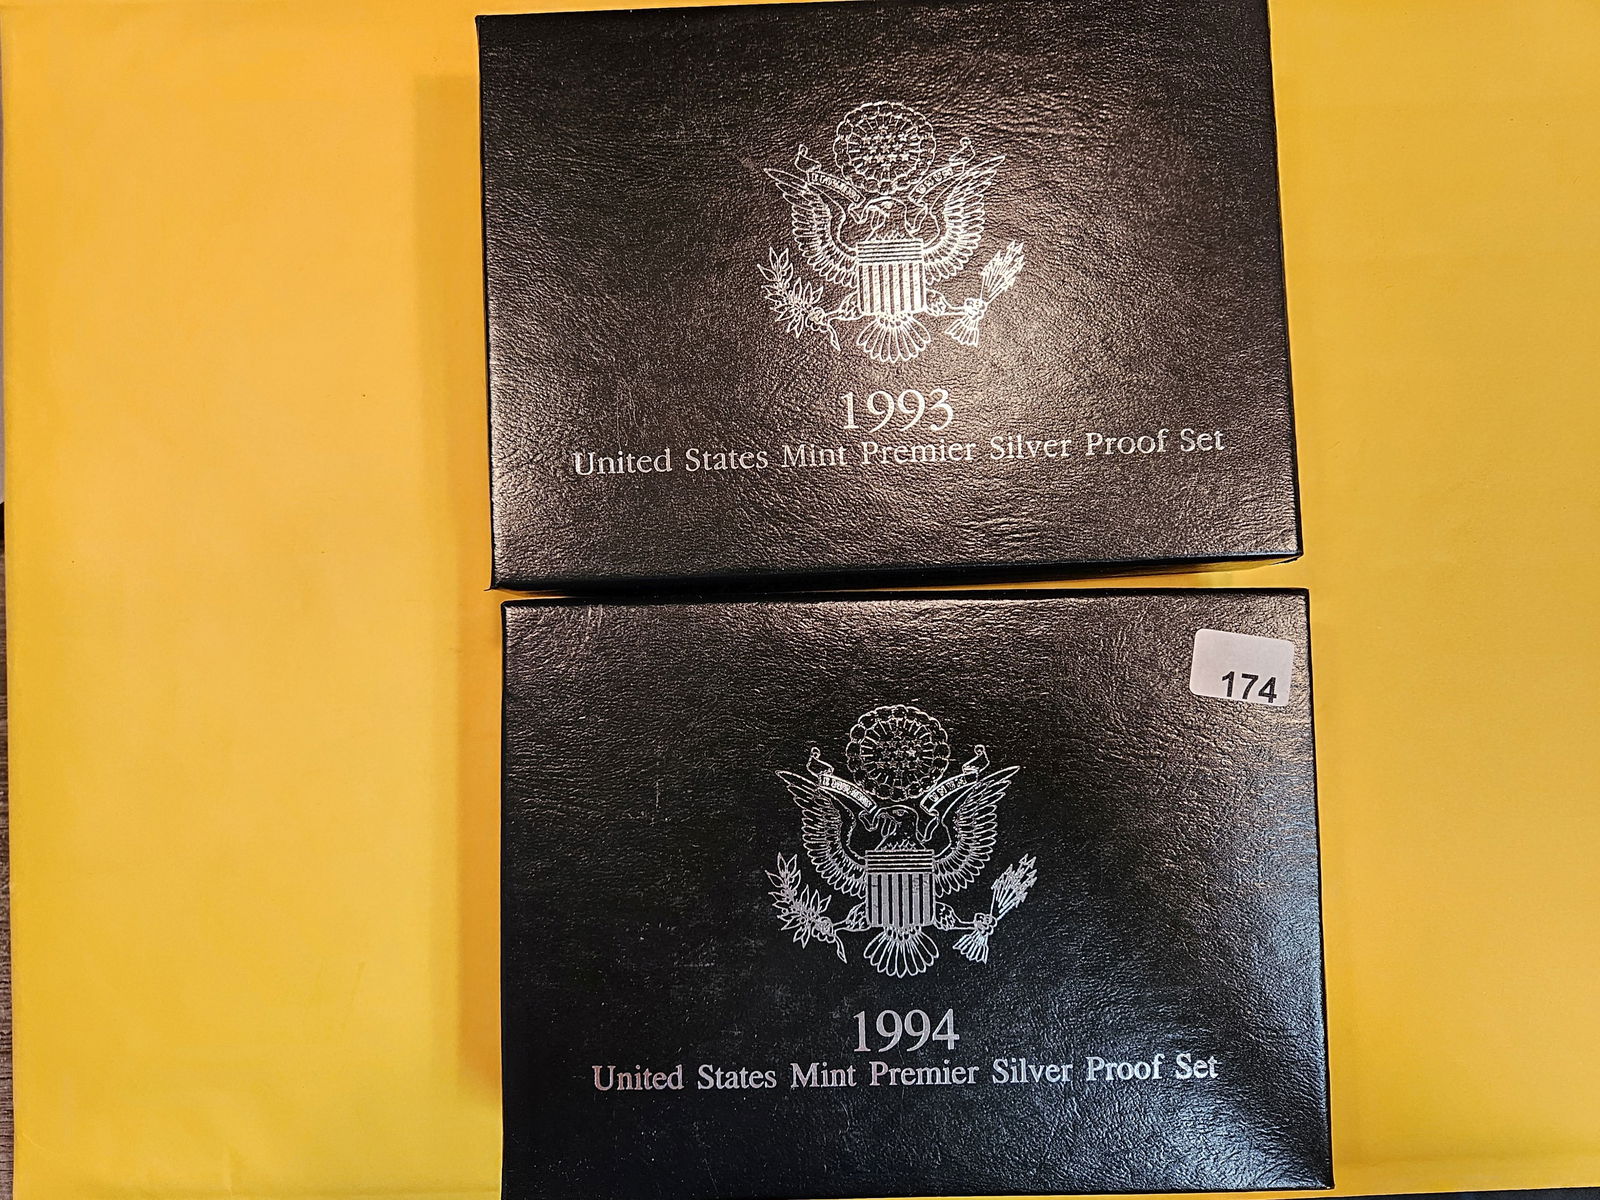 1993
United States Mint Premier Silver Proof Set
174
1994
United States Mint Premier Silver Proof Set